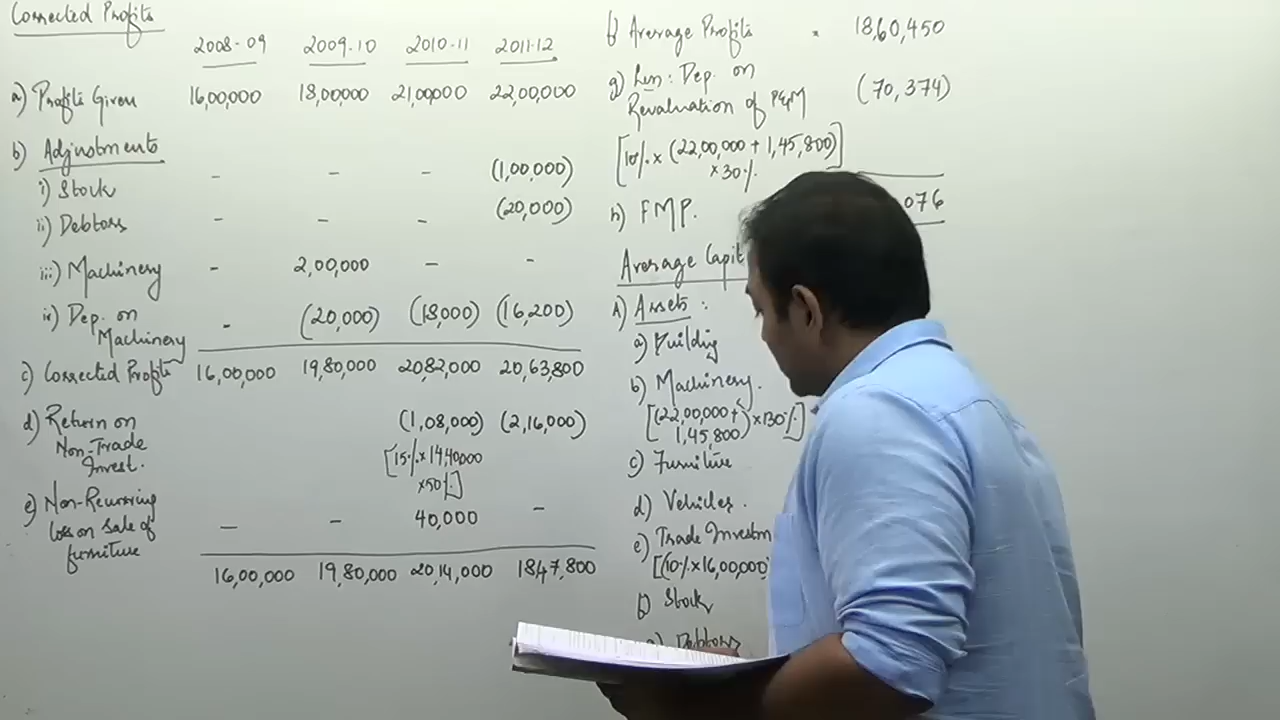 Corrected Profits
2008-09 2009-10 2010-11 2011-12
a) Profits Given 16,00,000 18,00,000 21,00,000 22,00,000
b) Adjustments
i) Stock - - - (1,00,000)
ii) Debtors - - - (20,000)
iii) Machinery - 2,00,000 - -
iv) Dep. on - (20,000) (18,000) (16,200)
Machinery
c) Corrected Profits 16,00,000 19,80,000 20,82,000 20,63,800
d) Return on (1,08,000) (2,16,000)
Non-Trade [15% x 14,40,000
Invest. x 50%]
e) Non-Recurring - - 40,000 -
loss on sale of
furniture
16,00,000 19,80,000 20,14,000 18,47,800
f) Average Profits 18,60,450
g) Less: Dep. on (70,374)
Revaluation of P&M
[10% x (22,00,000 + 1,45,800)
x 30%]
h) FMP. 076
Average Capit
A) Assets :
a) Building
b) Machinery.
[(22,00,000 +) x 130%]
1,45,800)
c) Furniture
d) Vehicles.
e) Trade Investm
[(10% x 16,00,000)
f) Stock
g) Debtors